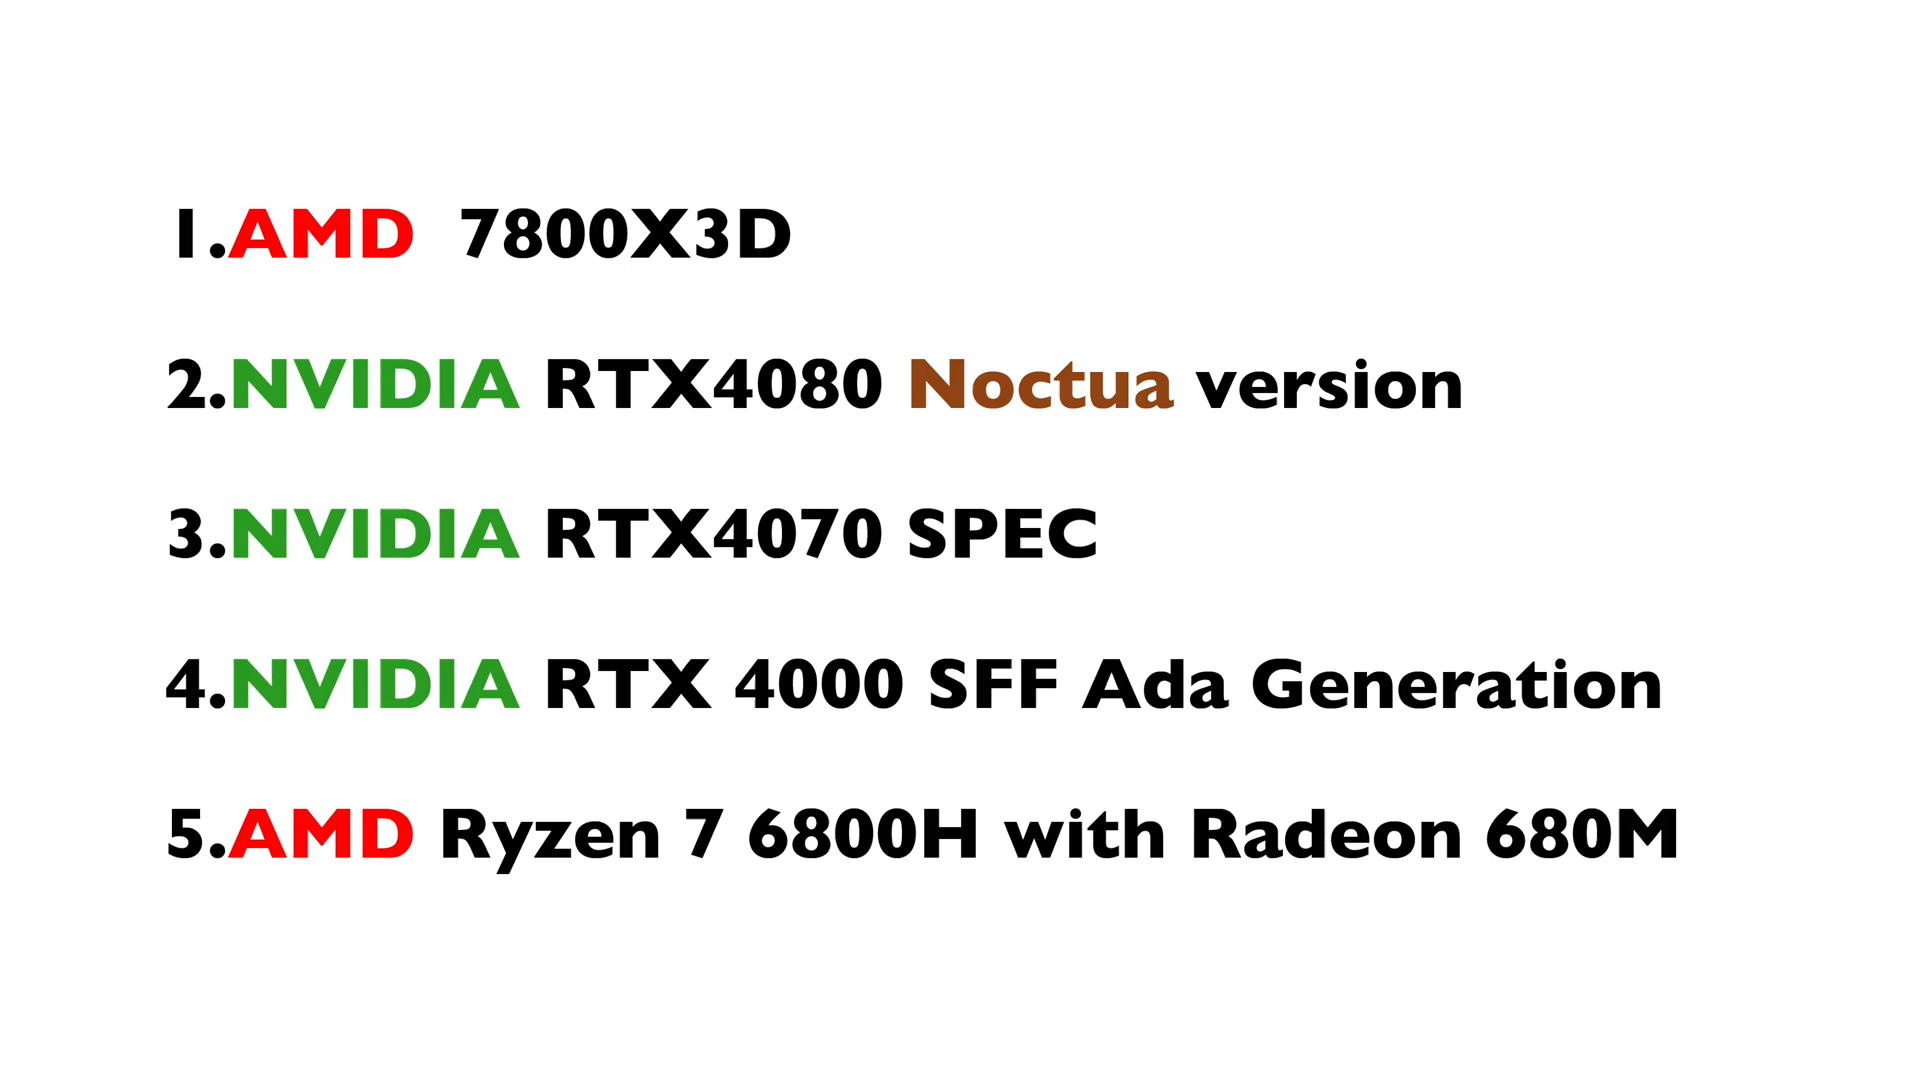 1.AMD  7800X3D
2.NVIDIA RTX4080 Noctua version
3.NVIDIA RTX4070 SPEC
4.NVIDIA RTX 4000 SFF Ada Generation
5.AMD Ryzen 7 6800H with Radeon 680M